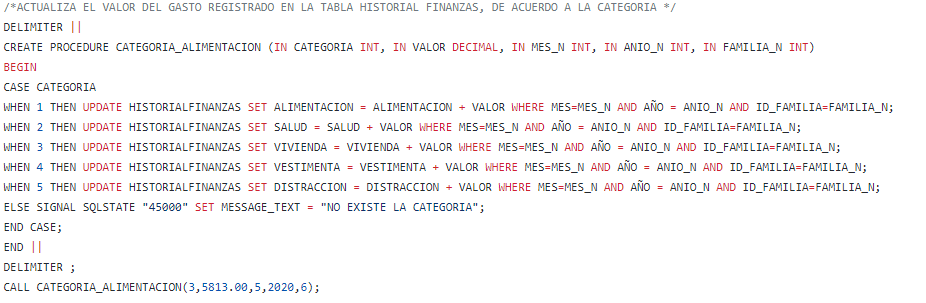 /*ACTUALIZA EL VALOR DEL GASTO REGISTRADO EN LA TABLA HISTORIAL FINANZAS, DE ACUERDO A LA CATEGORIA */
DELIMITER ||
CREATE PROCEDURE CATEGORIA_ALIMENTACION (IN CATEGORIA INT, IN VALOR DECIMAL, IN MES_N INT, IN ANIO_N INT, IN FAMILIA_N INT)
BEGIN
CASE CATEGORIA
WHEN 1 THEN UPDATE HISTORIALFINANZAS SET ALIMENTACION = ALIMENTACION + VALOR WHERE MES=MES_N AND AÑO = ANIO_N AND ID_FAMILIA=FAMILIA_N;
WHEN 2 THEN UPDATE HISTORIALFINANZAS SET SALUD = SALUD + VALOR WHERE MES=MES_N AND AÑO = ANIO_N AND ID_FAMILIA=FAMILIA_N;
WHEN 3 THEN UPDATE HISTORIALFINANZAS SET VIVIENDA = VIVIENDA + VALOR WHERE MES=MES_N AND AÑO = ANIO_N AND ID_FAMILIA=FAMILIA_N;
WHEN 4 THEN UPDATE HISTORIALFINANZAS SET VESTIMENTA = VESTIMENTA + VALOR WHERE MES=MES_N AND AÑO = ANIO_N AND ID_FAMILIA=FAMILIA_N;
WHEN 5 THEN UPDATE HISTORIALFINANZAS SET DISTRACCION = DISTRACCION + VALOR WHERE MES=MES_N AND AÑO = ANIO_N AND ID_FAMILIA=FAMILIA_N;
ELSE SIGNAL SQLSTATE "45000" SET MESSAGE_TEXT = "NO EXISTE LA CATEGORIA";
END CASE;
END ||
DELIMITER ;
CALL CATEGORIA_ALIMENTACION(3,5813.00,5,2020,6);